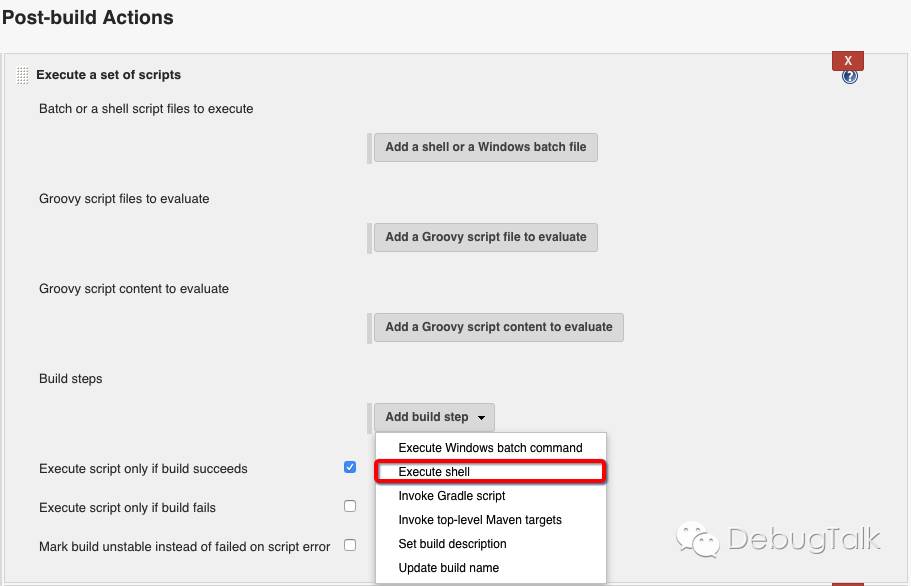 Post-build Actions
X
Execute a set of scripts
?
Batch or a shell script files to execute
Add a shell or a Windows batch file
Groovy script files to evaluate
Add a Groovy script file to evaluate
Groovy script content to evaluate
Add a Groovy script content to evaluate
Build steps
Add build step
Execute Windows batch command
Execute script only if build succeeds
Execute shell
Invoke Gradle script
Execute script only if build fails
Invoke top-level Maven targets
Mark build unstable instead of failed on script error
Set build description
Update build name
DebugTalk